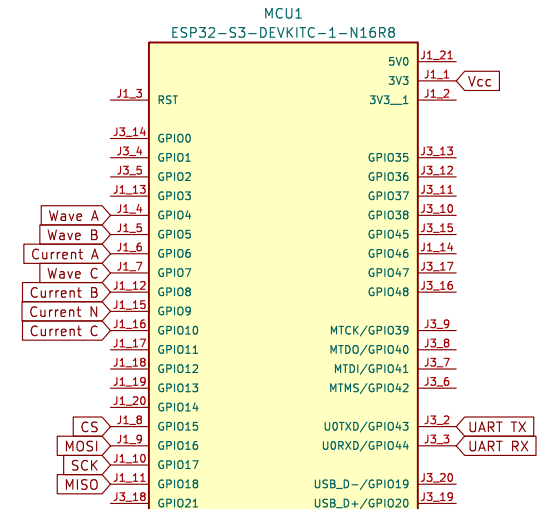 MCU1
ESP32-S3-DEVKITC-1-N16R8
5V0 J1_21
3V3 J1_1 Vcc
J1_3 RST 3V3__1 J1_2
J3_14 GPIO0
J3_4 GPIO1 GPIO35 J3_13
J3_5 GPIO2 GPIO36 J3_12
J1_13 GPIO3 GPIO37 J3_11
Wave A J1_4 GPIO4 GPIO38 J3_10
Wave B J1_5 GPIO5 GPIO45 J3_15
Current A J1_6 GPIO6 GPIO46 J1_14
Wave C J1_7 GPIO7 GPIO47 J3_17
Current B J1_12 GPIO8 GPIO48 J3_16
Current N J1_15 GPIO9
Current C J1_16 GPIO10 MTCK/GPIO39 J3_9
J1_17 GPIO11 MTDO/GPIO40 J3_8
J1_18 GPIO12 MTDI/GPIO41 J3_7
J1_19 GPIO13 MTMS/GPIO42 J3_6
J1_20 GPIO14
CS J1_8 GPIO15 U0TXD/GPIO43 J3_2 UART TX
MOSI J1_9 GPIO16 U0RXD/GPIO44 J3_3 UART RX
SCK J1_10 GPIO17
MISO J1_11 GPIO18 USB_D-/GPIO19 J3_20
J3_18 GPIO21 USB_D+/GPIO20 J3_19